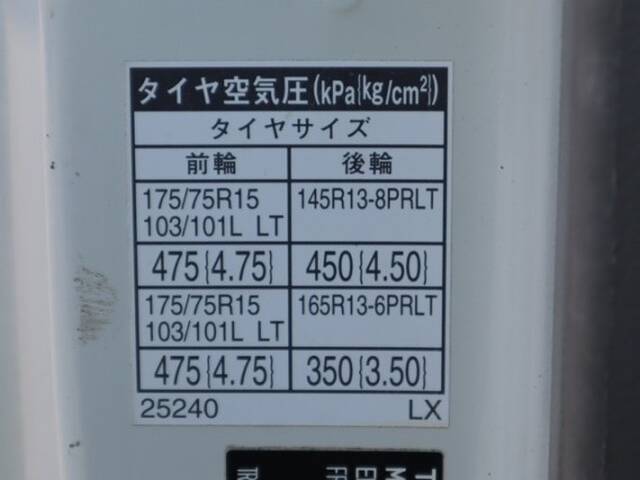 タイヤ空気圧(kPa{kg/cm²})
タイヤサイズ
前輪 後輪
175/75R15 145R13-8PRLT
103/101L LT
475{4.75} 450{4.50}
175/75R15 165R13-6PRLT
103/101L LT
475{4.75} 350{3.50}
25240 LX